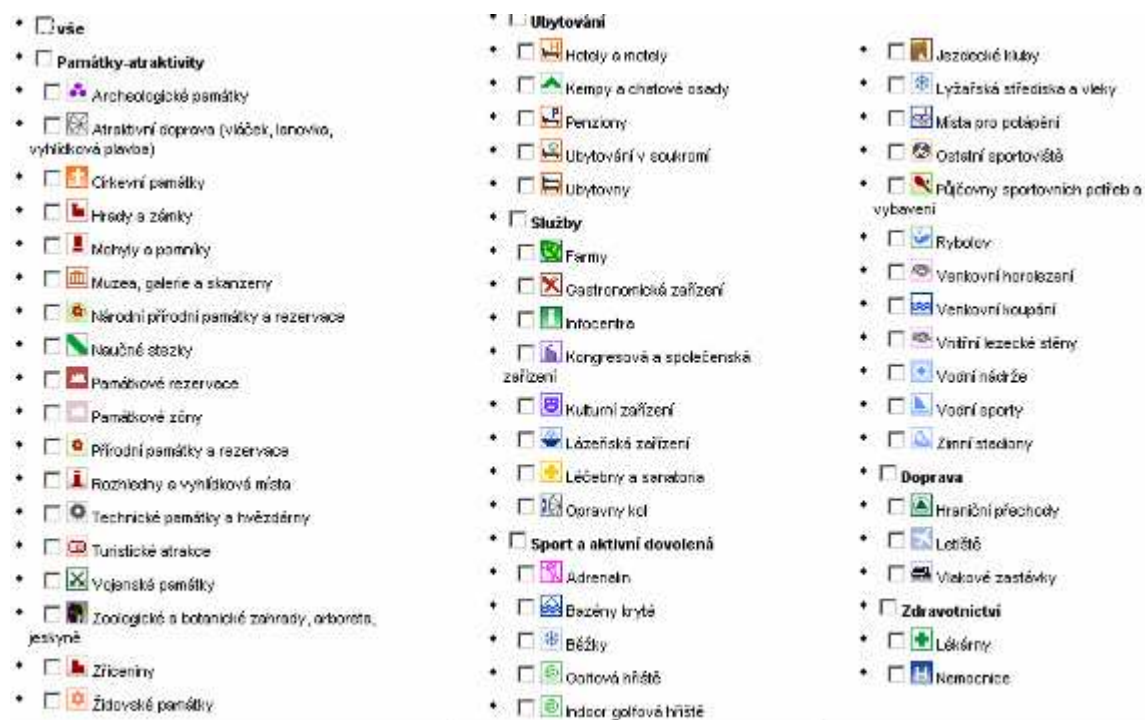 vše
Památky-atraktivity
Archeologické památky
Atraktivní doprava (vláček, lanovka,
vyhlídková plavba)
Církevní památky
Hrady a zámky
Mohyly a pomníky
Muzea, galerie a skanzeny
Národní přírodní památky a rezervace
Naučné stezky
Památkové rezervace
Památkové zóny
Přírodní památky a rezervace
Rozhledny a vyhlídková místa
Technické památky a hvězdárny
Turistické atrakce
Vojenské památky
Zoologické a botanické zahrady, arboreta,
jeskyně
Zříceniny
Židovské památky
Ubytování
Hotely a motely
Kempy a chatové osady
Penziony
Ubytování v soukromí
Ubytovny
Služby
Farmy
Gastronomická zařízení
Infocentra
Kongresová a společenská
zařízení
Kulturní zařízení
Lázeňská zařízení
Léčebny a sanatoria
Opravny kol
Sport a aktivní dovolená
Adrenalin
Bazény kryté
Běžky
Golfová hřiště
Indoor golfová hřiště
Jezdecké kluby
Lyžařská střediska a vleky
Místa pro potápění
Ostatní sportoviště
Půjčovny sportovních potřeb a
vybavení
Rybolov
Venkovní horolezení
Venkovní koupání
Vnitřní lezecké stěny
Vodní nádrže
Vodní sporty
Zimní stadiony
Doprava
Hraniční přechody
Letiště
Vlakové zastávky
Zdravotnictví
Lékárny
Nemocnice